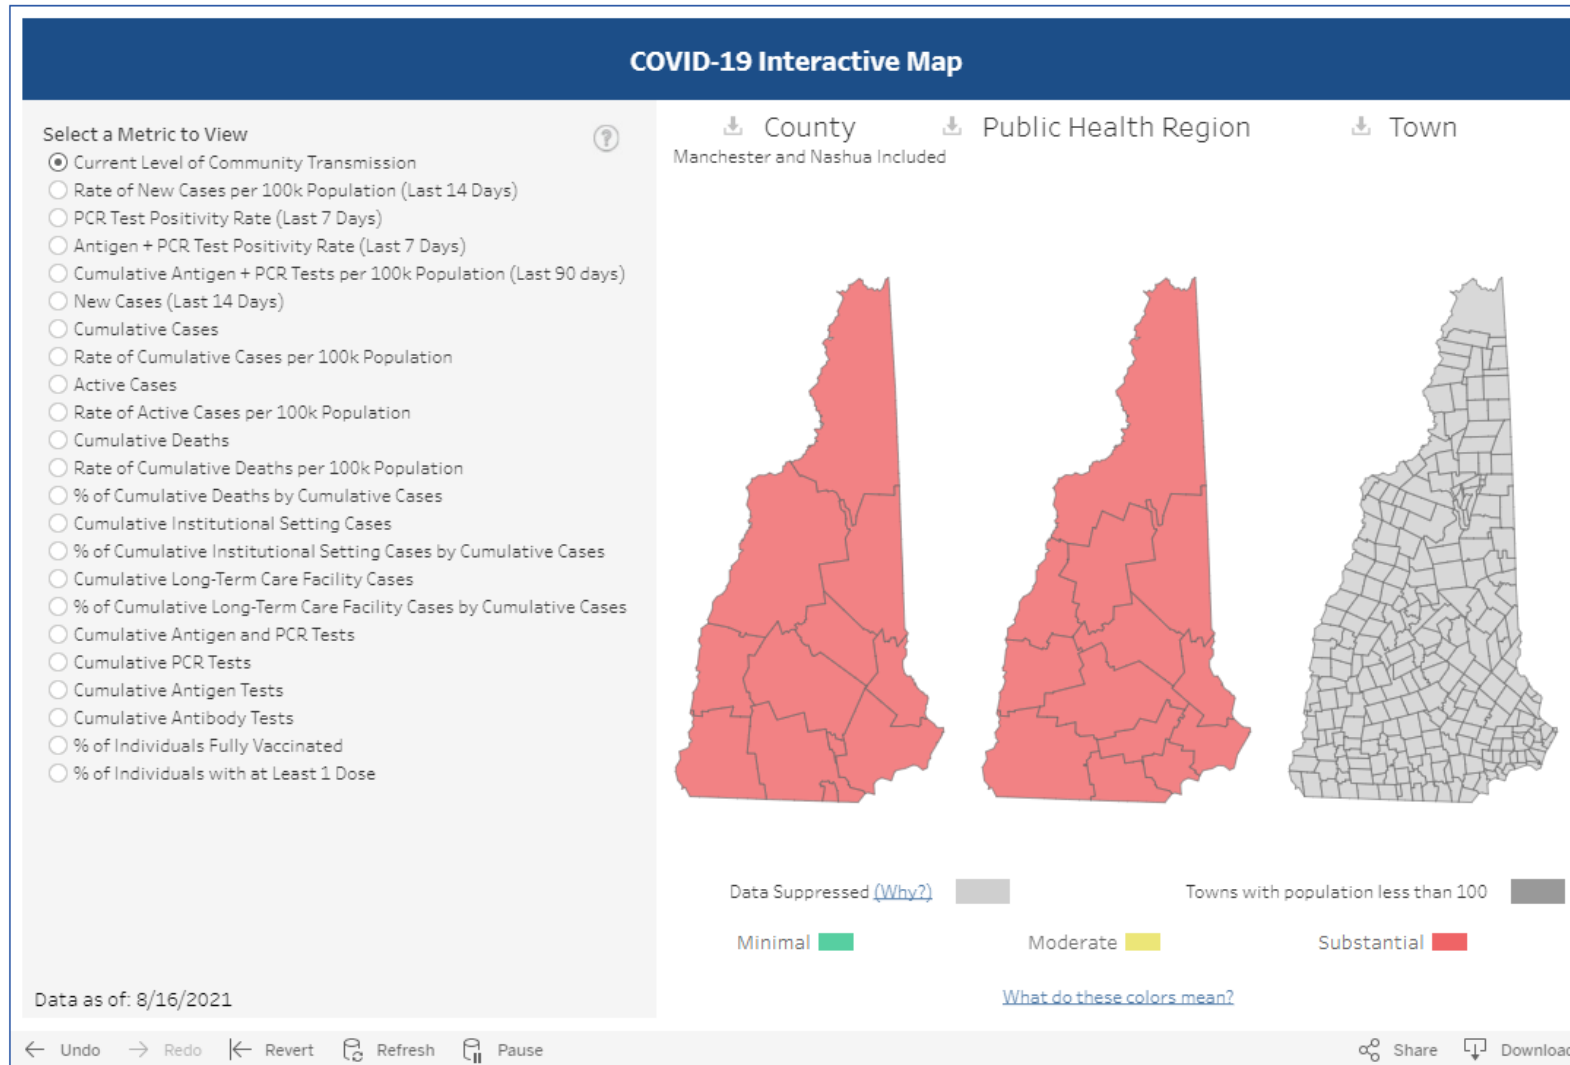 COVID-19 Interactive Map
Select a Metric to View
?
Current Level of Community Transmission
Rate of New Cases per 100k Population (Last 14 Days)
PCR Test Positivity Rate (Last 7 Days)
Antigen + PCR Test Positivity Rate (Last 7 Days)
Cumulative Antigen + PCR Tests per 100k Population (Last 90 days)
New Cases (Last 14 Days)
Cumulative Cases
Rate of Cumulative Cases per 100k Population
Active Cases
Rate of Active Cases per 100k Population
Cumulative Deaths
Rate of Cumulative Deaths per 100k Population
% of Cumulative Deaths by Cumulative Cases
Cumulative Institutional Setting Cases
% of Cumulative Institutional Setting Cases by Cumulative Cases
Cumulative Long-Term Care Facility Cases
% of Cumulative Long-Term Care Facility Cases by Cumulative Cases
Cumulative Antigen and PCR Tests
Cumulative PCR Tests
Cumulative Antigen Tests
Cumulative Antibody Tests
% of Individuals Fully Vaccinated
% of Individuals with at Least 1 Dose
Data as of: 8/16/2021
County
Manchester and Nashua Included
Public Health Region
Town
Data Suppressed (Why?)
Towns with population less than 100
Minimal
Moderate
Substantial
What do these colors mean?
Undo
Redo
Revert
Refresh
Pause
Share
Download